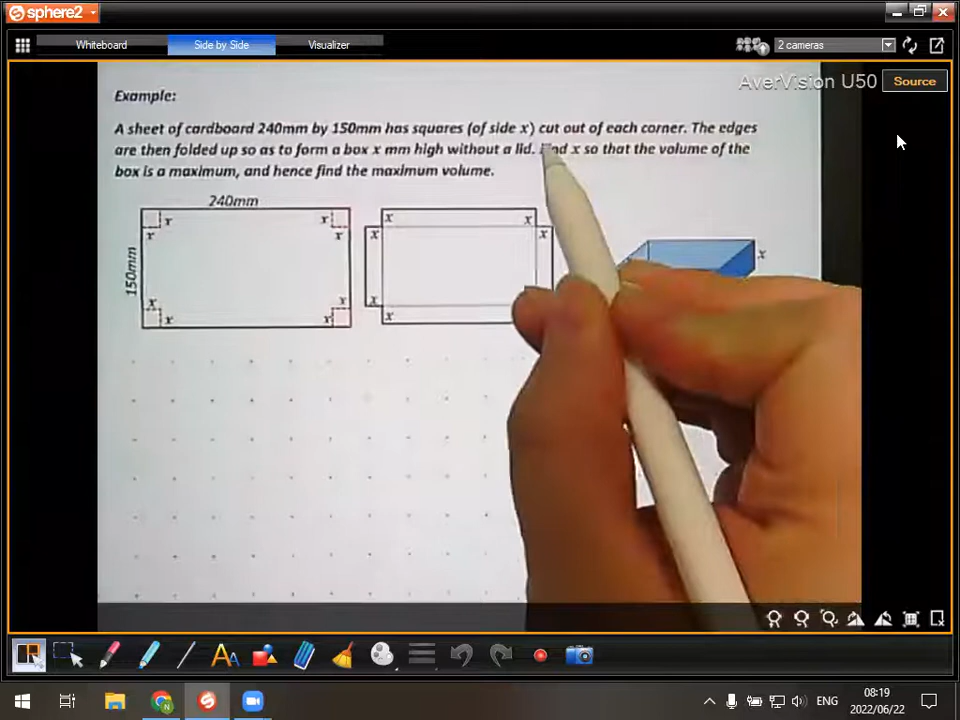 sphere2
Whiteboard
Side by Side
Visualizer
2 cameras
AverVision U50
Source
Example:
A sheet of cardboard 240mm by 150mm has squares (of side x) cut out of each corner. The edges
are then folded up so as to form a box x mm high without a lid. x so that the volume of the
box is a maximum, and hence find the maximum volume.
240mm
150mm
x x
x x
x x
x x
x x
x x
x
x
x
ENG
08:19
2022/06/22